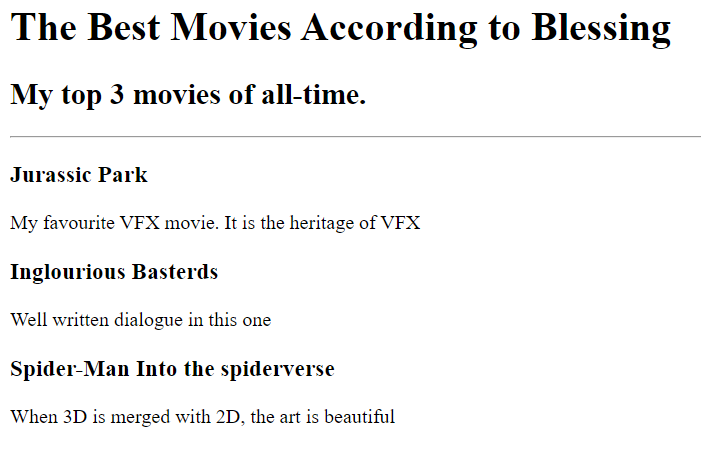 The Best Movies According to Blessing
My top 3 movies of all-time.
Jurassic Park
My favourite VFX movie. It is the heritage of VFX
Inglourious Basterds
Well written dialogue in this one
Spider-Man Into the spiderverse
When 3D is merged with 2D, the art is beautiful